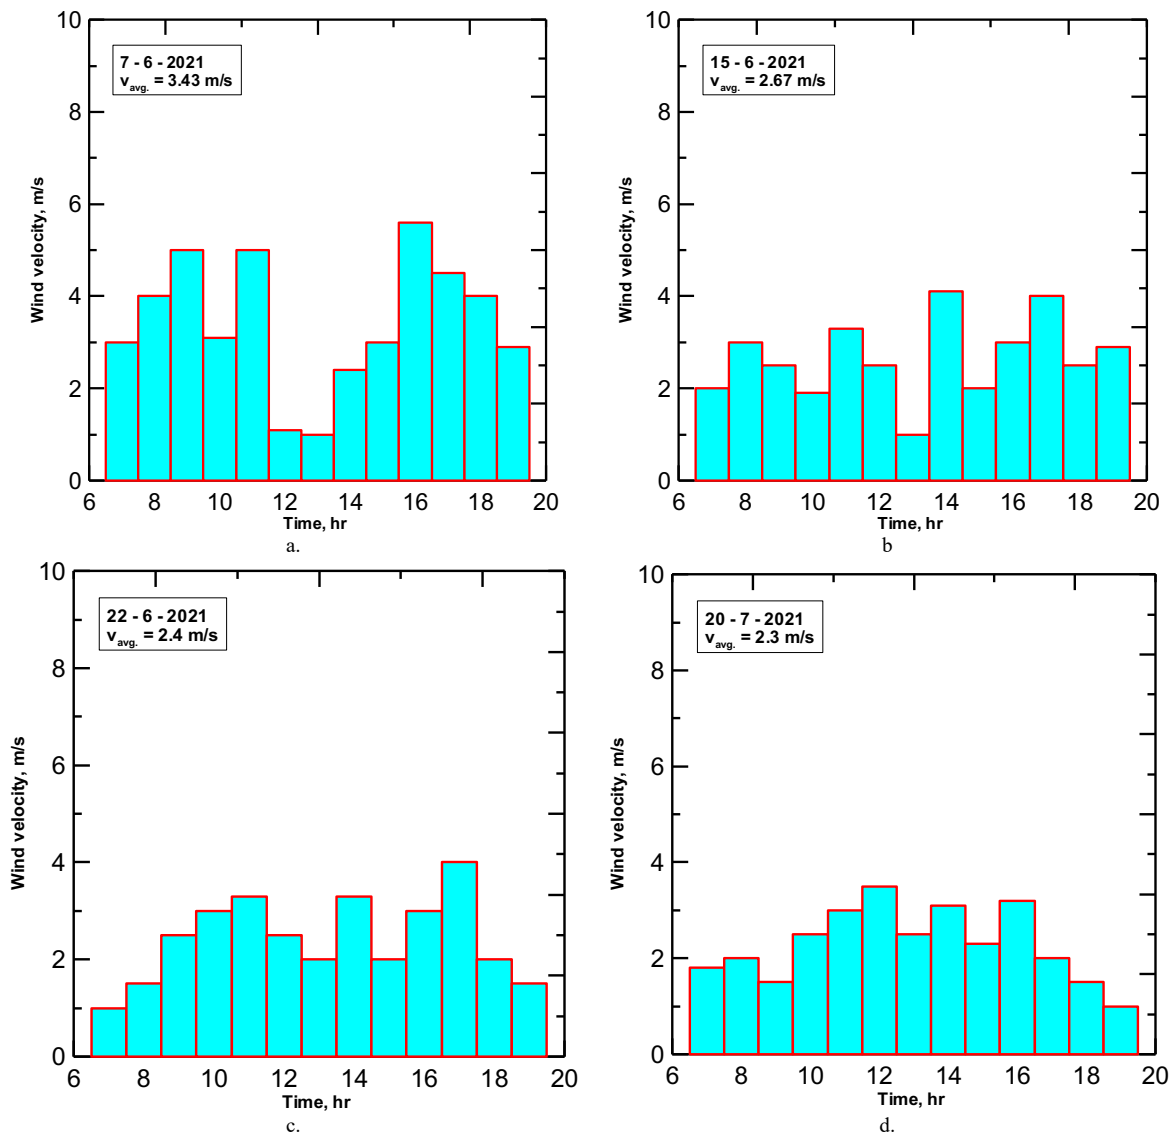 10
8
6
4
2
0
Wind velocity, m/s
7 - 6 - 2021
vavg. = 3.43 m/s
6 8 10 12 14 16 18 20
Time, hr
a.
10
8
6
4
2
0
Wind velocity, m/s
15 - 6 - 2021
vavg. = 2.67 m/s
6 8 10 12 14 16 18 20
Time, hr
b
10
8
6
4
2
0
Wind velocity, m/s
22 - 6 - 2021
vavg. = 2.4 m/s
6 8 10 12 14 16 18 20
Time, hr
c.
10
8
6
4
2
0
Wind velocity, m/s
20 - 7 - 2021
vavg. = 2.3 m/s
6 8 10 12 14 16 18 20
Time, hr
d.